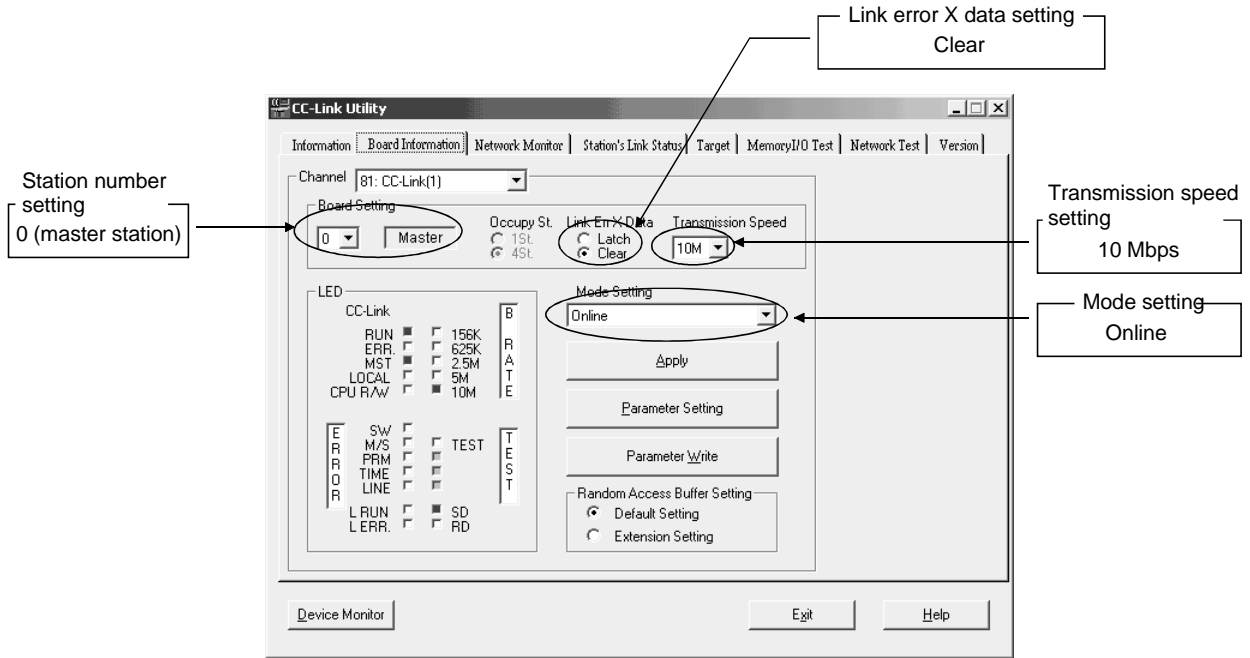 Link error X data setting
Clear
CC-Link Utility
Information Board Information Network Monitor Station's Link Status Target MemoryI/O Test Network Test Version
Channel 81: CC-Link(1)
Station number
setting
0 (master station)
Transmission speed
setting
10 Mbps
Board Setting
0 Master
Occupy St.
1St.
4St.
Link Err X Data
Latch
Clear
Transmission Speed
10M
Mode setting
Online
LED
CC-Link
RUN 156K
ERR. 625K
MST 2.5M
LOCAL 5M
CPU R/W 10M
B RATE
ERROR
SW
M/S TEST
PRM
TIME
LINE
TEST
L RUN SD
L ERR. RD
Mode Setting
Online
Apply
Parameter Setting
Parameter Write
Random Access Buffer Setting
Default Setting
Extension Setting
Device Monitor Exit Help